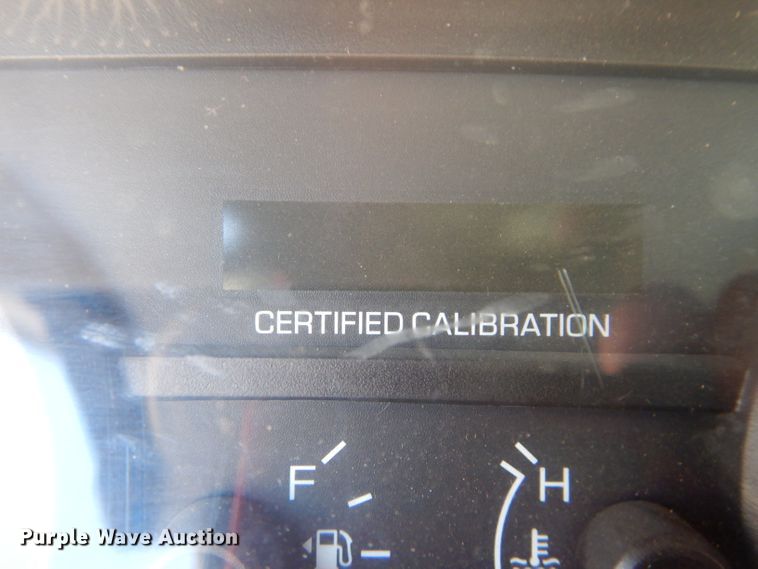 CERTIFIED CALIBRATION
F
H
Purple Wave Auction